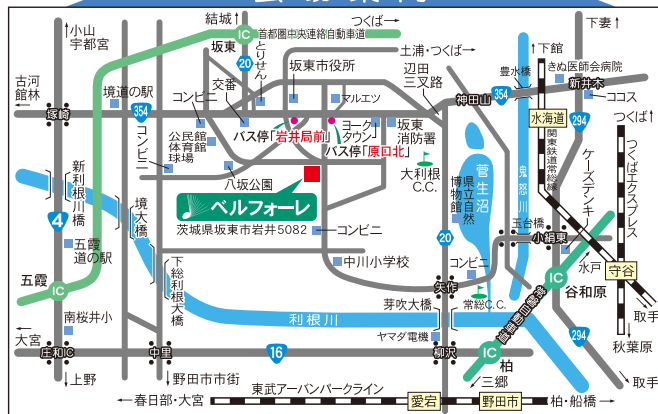 ↑小山
宇都宮
結城↑
つくば→
首都圏中央連絡自動車道
IC
坂東
20
とりせん
坂東市役所
土浦・つくば→
辺田
三叉路
下妻↑
↑下館
きぬ医師会病院
豊水橋
新井木
ココス
古河
館林
境道の駅
コンビニ
交番
マルエツ
神田山
354
水海道
294
つくば↑
塚崎
354
コンビニ
公民館
体育館
球場
バス停「岩井局前」
ヨーク
タウン
坂東
消防署
バス停「原口北」
大利根
C.C.
関東鉄道常総線
ケーズデンキ
つくばエクスプレス
新利根川橋
八坂公園
ベルフォーレ
茨城県坂東市岩井5082
県立自然
博物館
菅生沼
鬼怒川
玉台橋
4
境大橋
コンビニ
20
小絹東
五霞
道の駅
下総利根大橋
中川小学校
コンビニ
水戸
守谷
五霞
IC
矢作
IC
谷和原
常総C.C.
取手
南桜井小
利根川
芽吹大橋
常磐自動車道
294
←
大宮
ヤマダ電機
秋葉原
庄和IC
中里
16
柳沢
IC
柏
取手
↓上野
↓野田市市街
三郷
東武アーバンパークライン
←春日部・大宮
愛宕
野田市
柏・船橋→